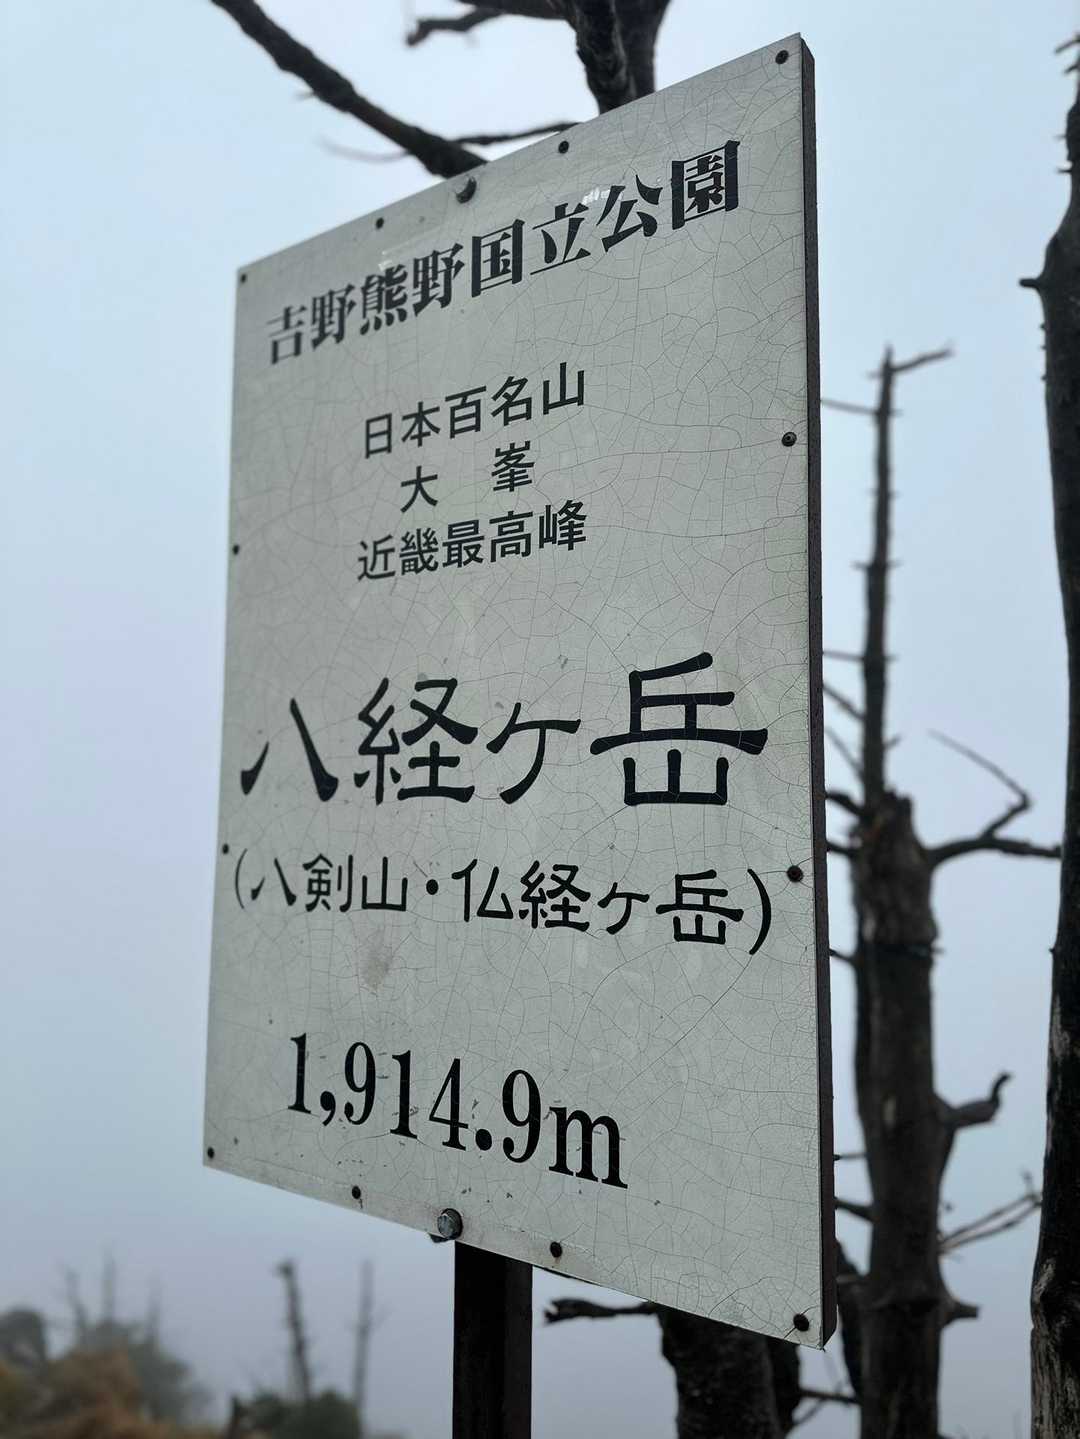 吉野熊野国立公園
日本百名山
大　峯
近畿最高峰
八経ヶ岳
(八剣山・仏経ヶ岳)
1,914.9m